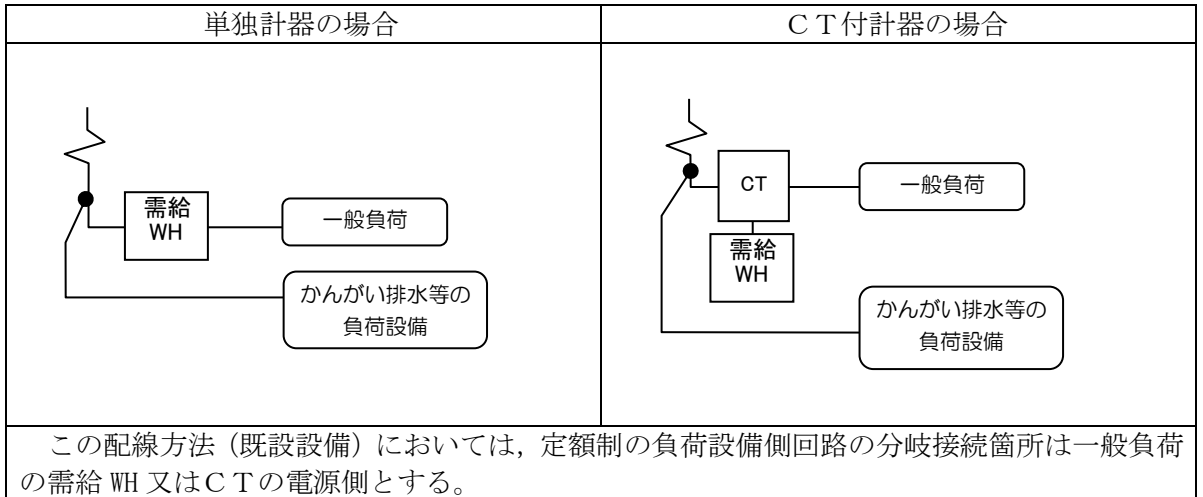 単独計器の場合
ＣＴ付計器の場合
需給
WH
一般負荷
かんがい排水等の
負荷設備
CT
一般負荷
需給
WH
かんがい排水等の
負荷設備
この配線方法（既設設備）においては，定額制の負荷設備側回路の分岐接続箇所は一般負荷
の需給 WH 又はＣＴの電源側とする。